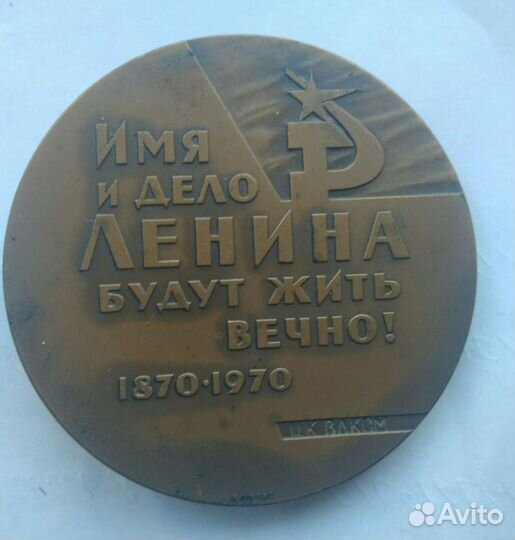 Имя
и дело
Ленина
будут жить
вечно!
1870·1970
ЦК ВЛКСМ
Avito